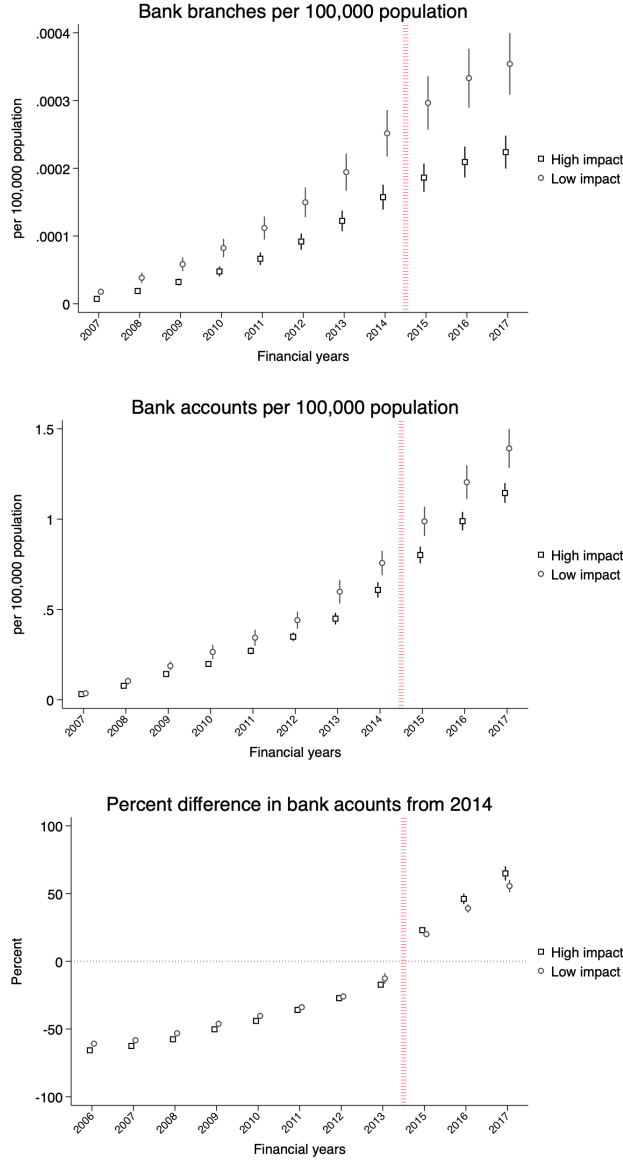 Bank branches per 100,000 population
per 100,000 population
.0004
.0003
.0002
.0001
0
2007 2008 2009 2010 2011 2012 2013 2014 2015 2016 2017
Financial years
High impact
Low impact
Bank accounts per 100,000 population
per 100,000 population
1.5
1
.5
0
2007 2008 2009 2010 2011 2012 2013 2014 2015 2016 2017
Financial years
High impact
Low impact
Percent difference in bank acounts from 2014
Percent
100
50
0
-50
-100
2006 2007 2008 2009 2010 2011 2012 2013 2015 2016 2017
Financial years
High impact
Low impact